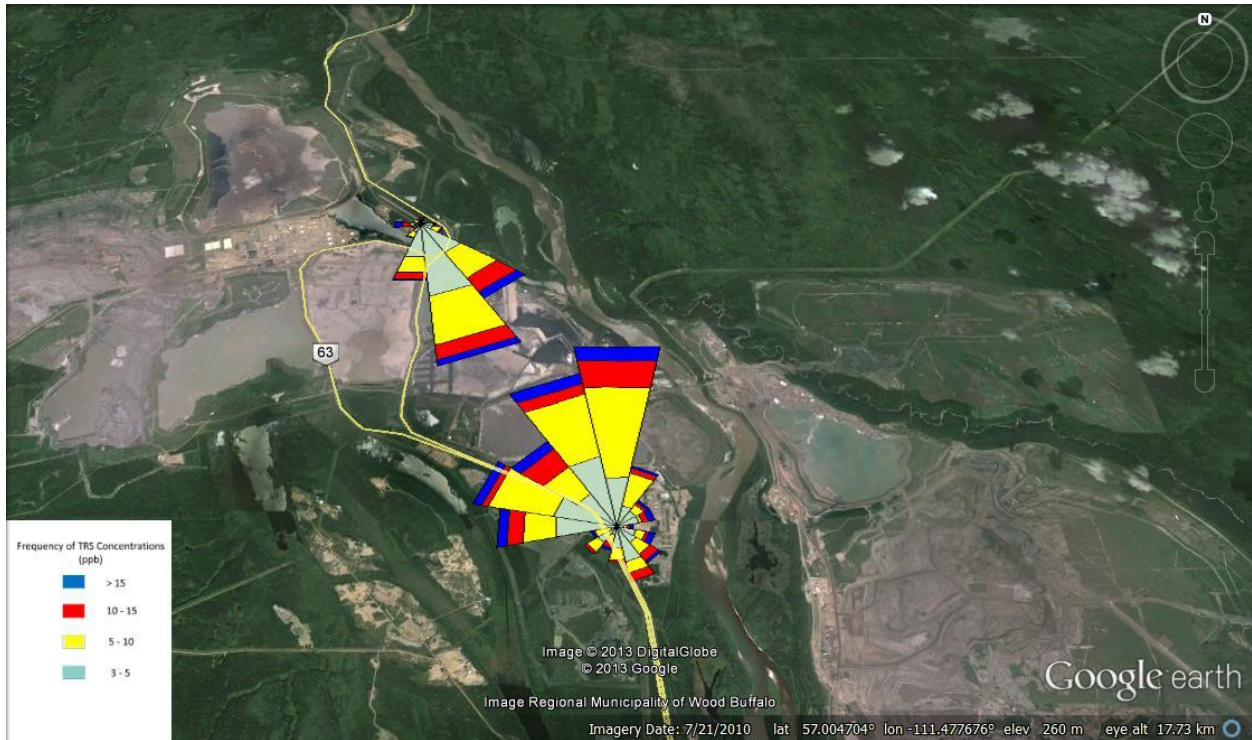 N
63
Frequency of TRS Concentrations
(ppb)
> 15
10 - 15
5 - 10
3 - 5
Image © 2013 DigitalGlobe
© 2013 Google
Image Regional Municipality of Wood Buffalo
Google earth
Imagery Date: 7/21/2010 lat 57.004704° lon -111.477676° elev 260 m eye alt 17.73 km